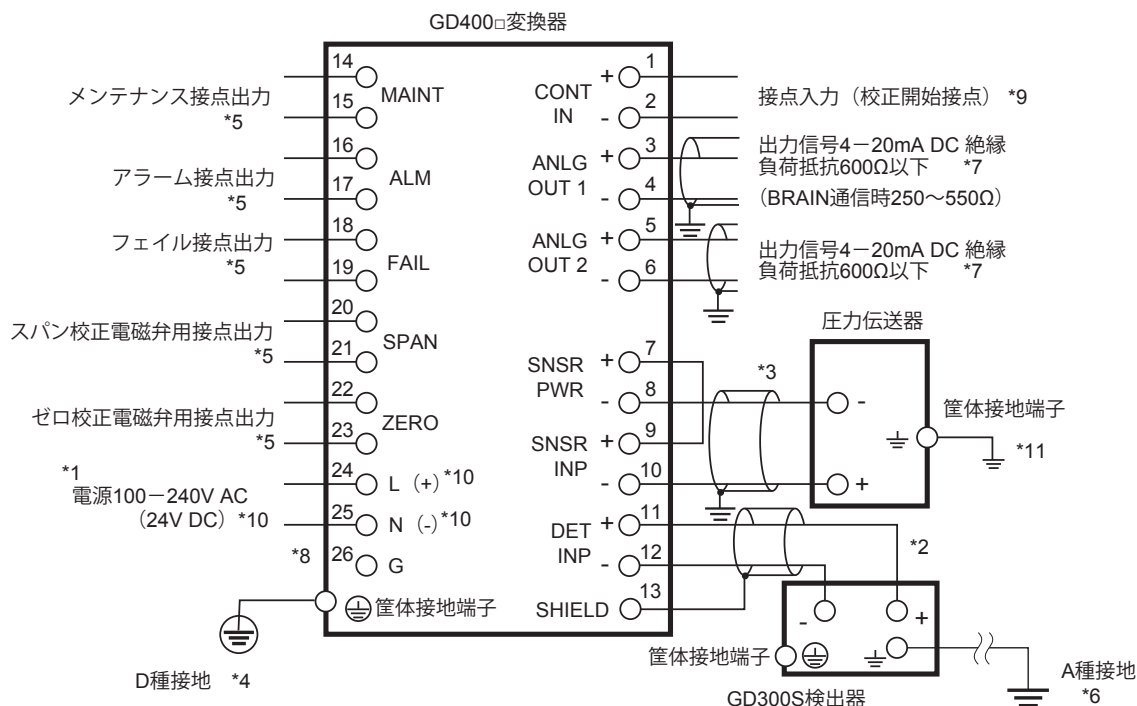 GD400□変換器
14
15
MAINT
メンテナンス接点出力
*5
16
17
ALM
アラーム接点出力
*5
18
19
FAIL
フェイル接点出力
*5
20
21
SPAN
スパン校正電磁弁用接点出力
*5
22
23
ZERO
ゼロ校正電磁弁用接点出力
*5
*1
電源100-240V AC
(24V DC) *10
24
L (+) *10
25
N (-) *10
*8
26
G
筐体接地端子
D種接地 *4
CONT
IN
+
1
-
2
接点入力（校正開始接点） *9
ANLG
OUT 1
+
3
-
4
出力信号4－20mA DC 絶縁
負荷抵抗600Ω以下 *7
（BRAIN通信時250～550Ω）
ANLG
OUT 2
+
5
-
6
出力信号4－20mA DC 絶縁
負荷抵抗600Ω以下 *7
SNSR
PWR
+
7
-
8
SNSR
INP
+
9
-
10
*3
圧力伝送器
-
+
筐体接地端子
*11
DET
INP
+
11
-
12
*2
SHIELD
13
-
+
筐体接地端子
GD300S検出器
A種接地
*6